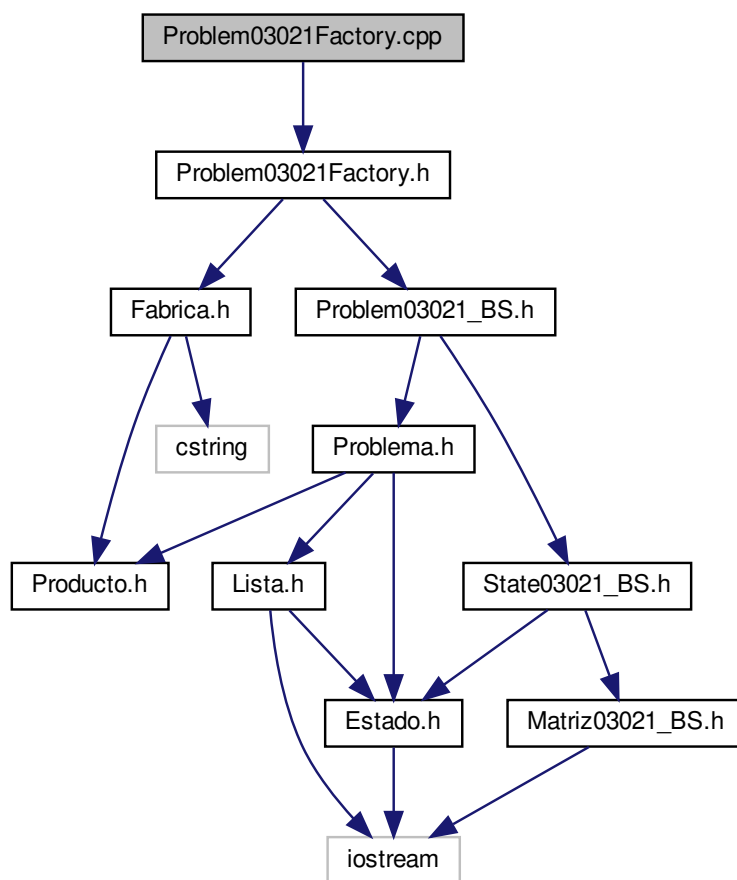 Problem03021Factory.cpp
Problem03021Factory.h
Fabrica.h
Problem03021_BS.h
cstring
Problema.h
Producto.h
Lista.h
State03021_BS.h
Estado.h
Matriz03021_BS.h
iostream